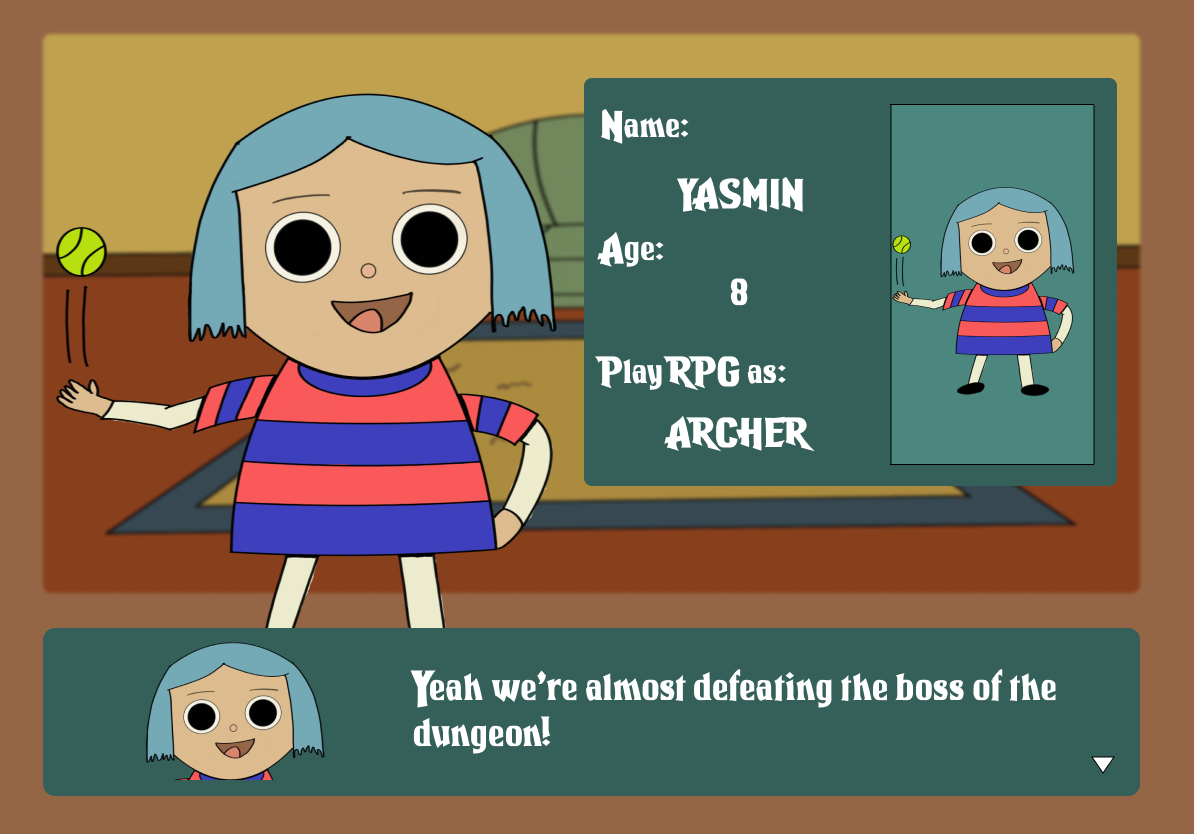 Name:
YASMIN
Age:
8
Play RPG as:
ARCHER
Yeah we're almost defeating the boss of the
dungeon!